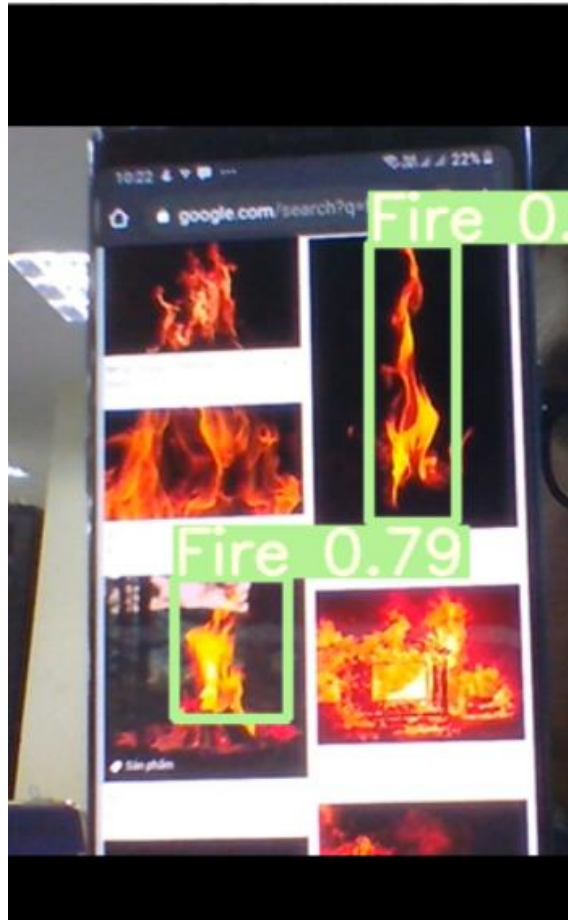 10:22
22%
google.com/search?q=
Fire 0.
Fire 0.79
Sản phẩm